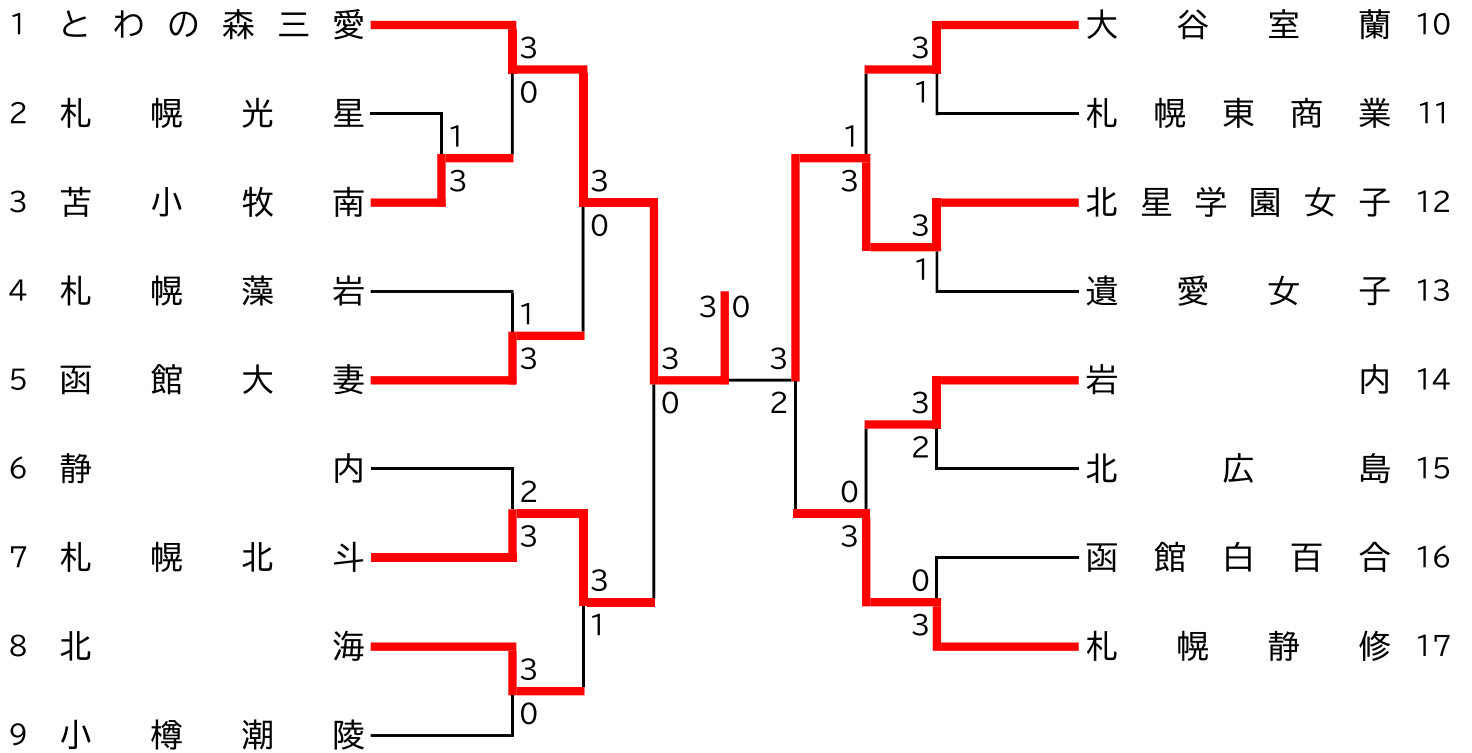 1 とわの森三愛
2 札幌光星
3 苫小牧南
4 札幌藻岩
5 函館大妻
6 静内
7 札幌北斗
8 北海
9 小樽潮陵
3
0
1
3
3
0
1
3
3
0
2
3
3
1
3
0
3 0
3
1
1
3
3
1
3
2
3
2
0
3
0
3
大谷室蘭 10
札幌東商業 11
北星学園女子 12
遺愛女子 13
岩内 14
北広島 15
函館白百合 16
札幌静修 17